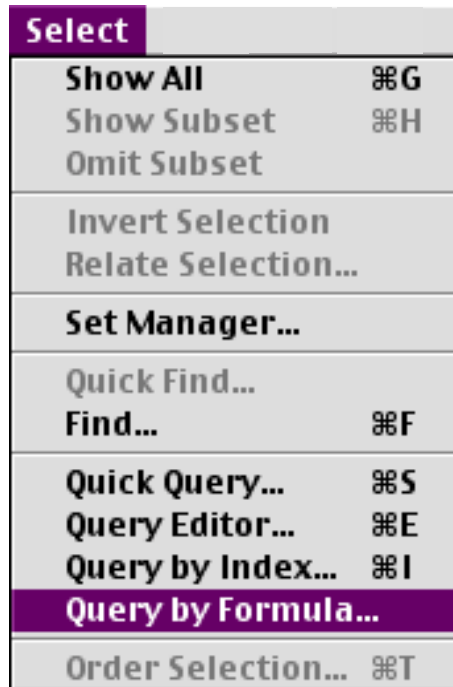 Select
Show All ⌘G
Show Subset ⌘H
Omit Subset
Invert Selection
Relate Selection...
Set Manager...
Quick Find...
Find... ⌘F
Quick Query... ⌘S
Query Editor... ⌘E
Query by Index... ⌘I
Query by Formula...
Order Selection... ⌘T